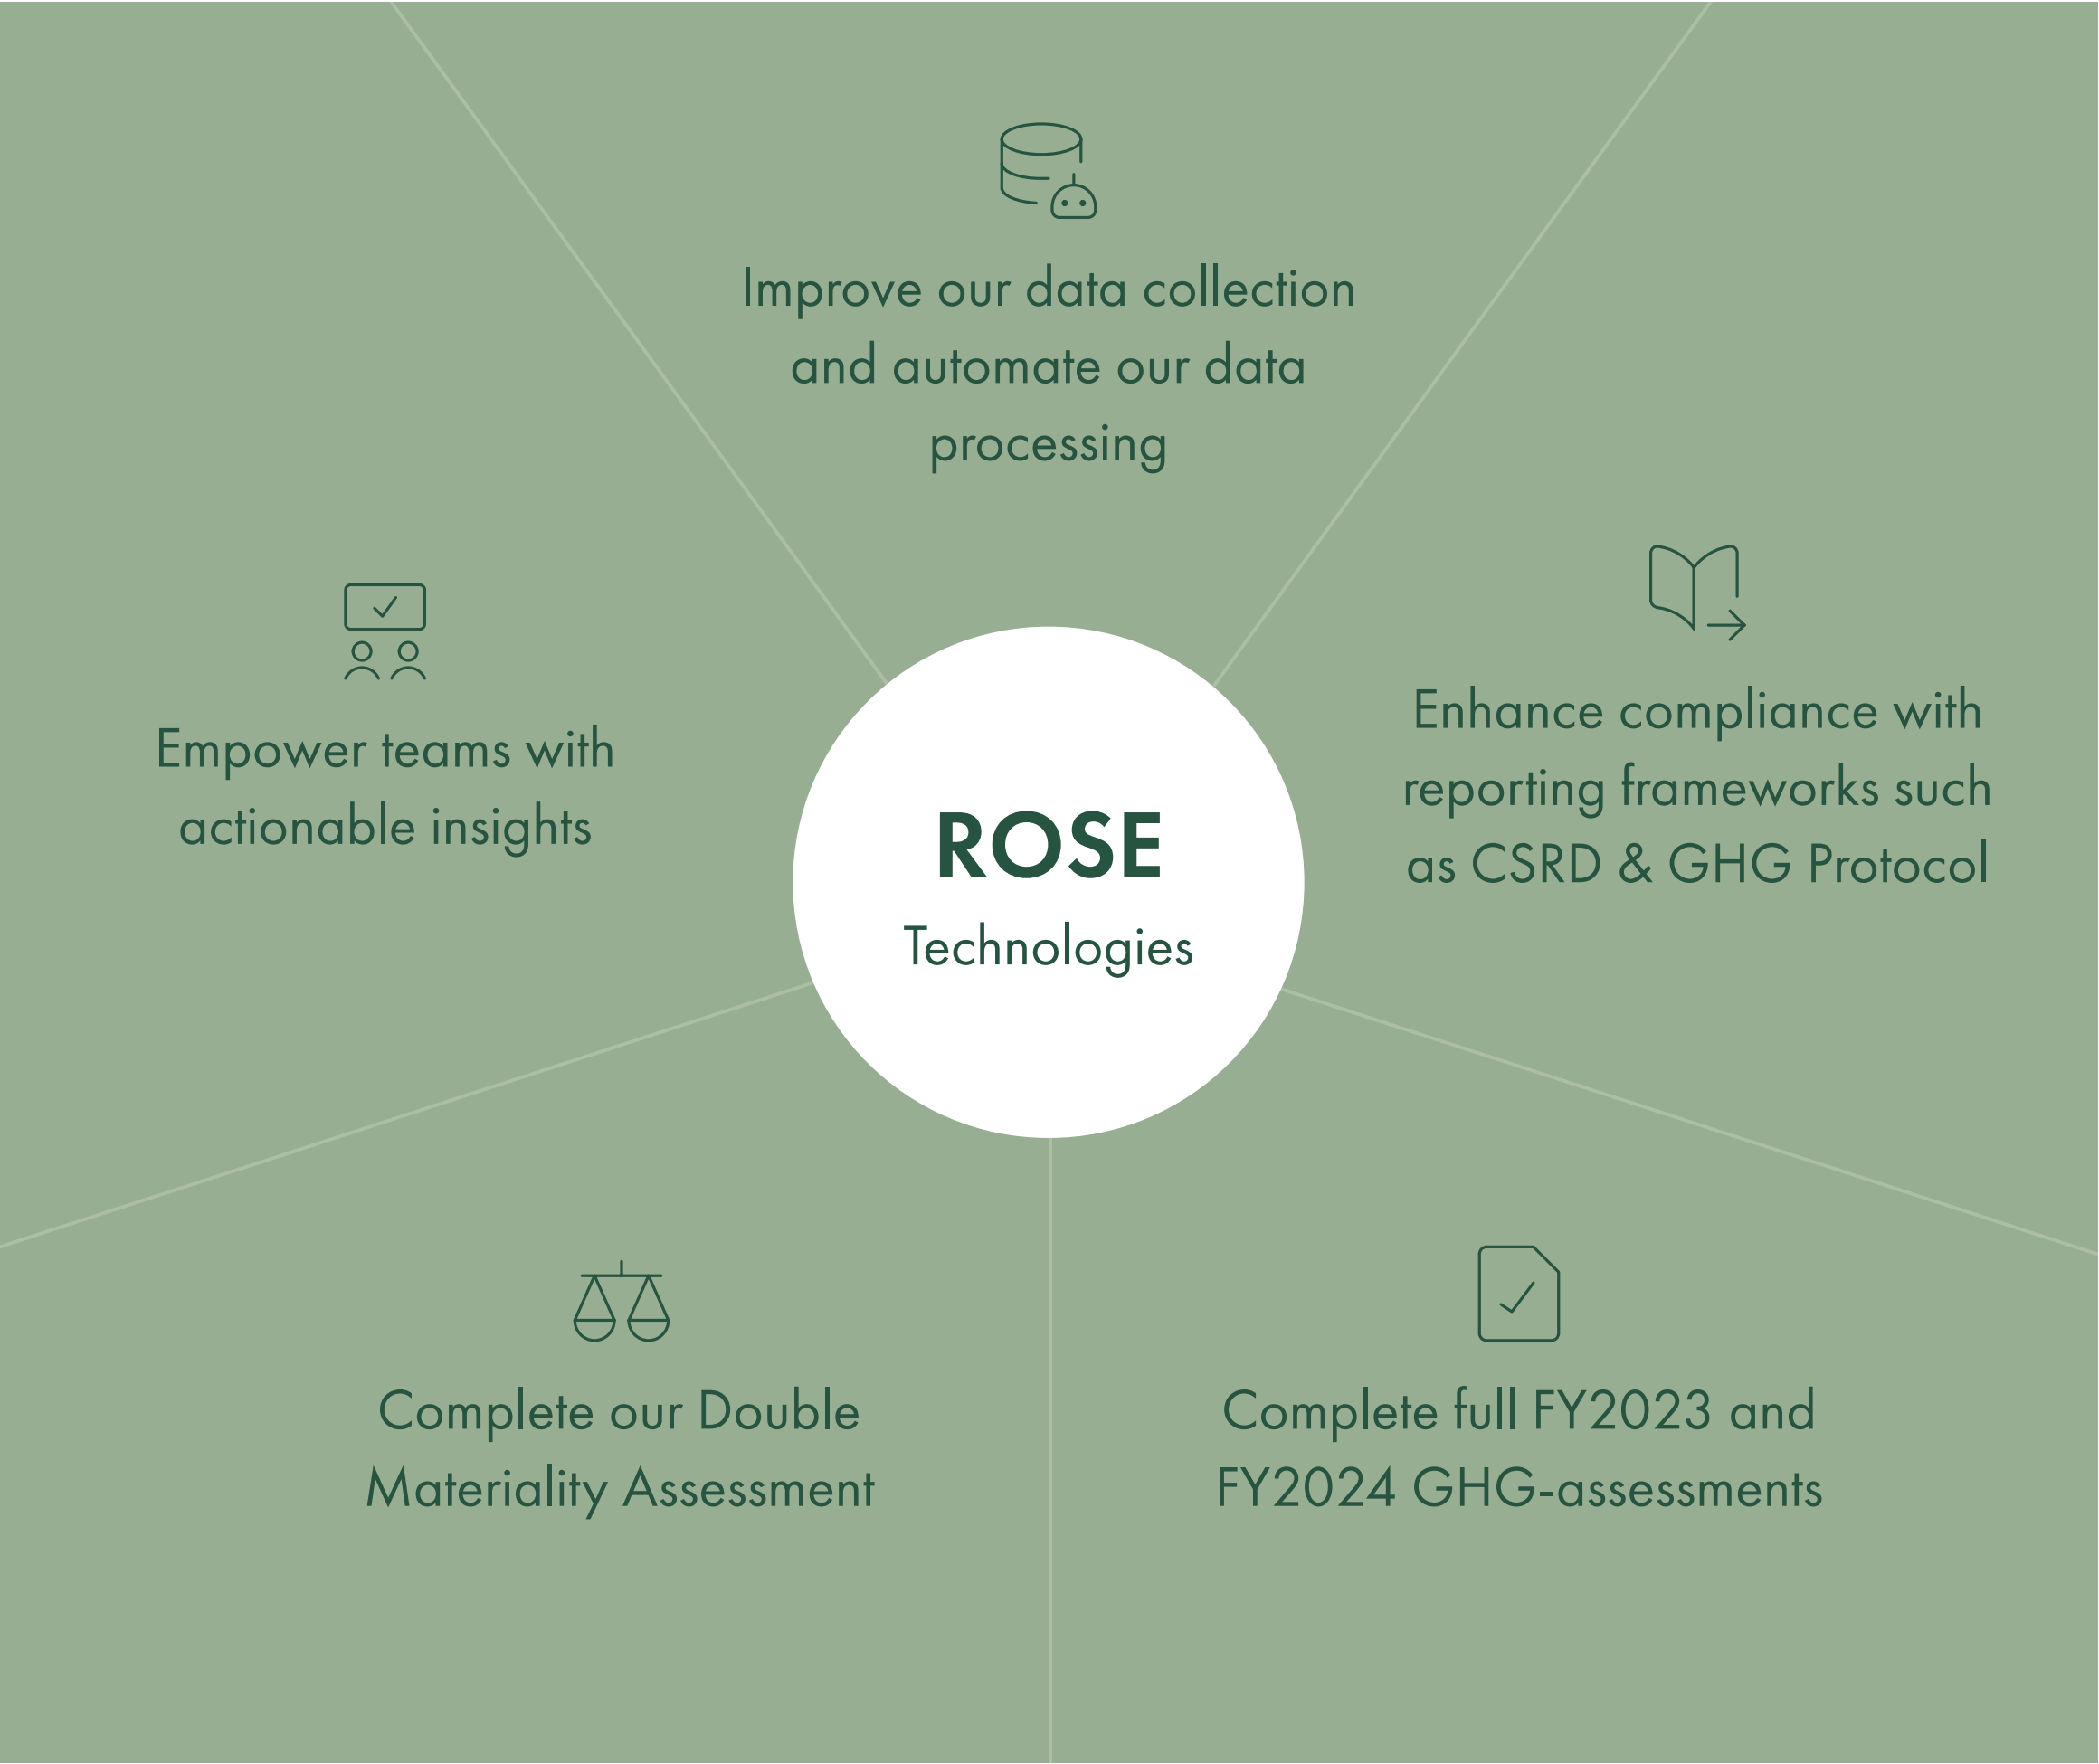 Improve our data collection
and automate our data
processing
Enhance compliance with
reporting frameworks such
as CSRD & GHG Protocol
Empower teams with
actionable insights
ROSE
Technologies
Complete our Double
Materiality Assessment
Complete full FY2023 and
FY24 GHG-assessments